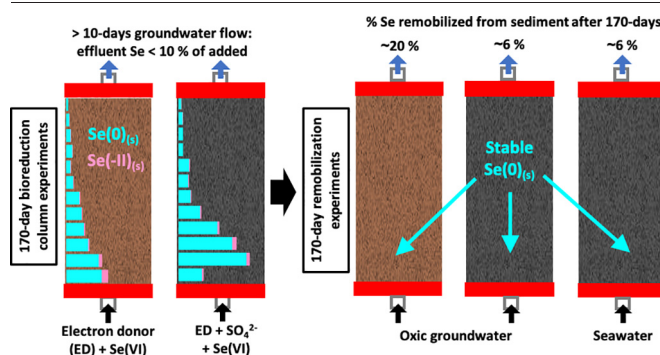 > 10-days groundwater flow:
effluent Se < 10 % of added
% Se remobilized from sediment after 170-days
~20 %
~6 %
~6 %
170-day bioreduction
column experiments
Se(0)(s)
Se(-II)(s)
170-day remobilization
experiments
Stable
Se(0)(s)
Electron donor
(ED) + Se(VI)
ED + SO₄²⁻
+ Se(VI)
Oxic groundwater
Seawater